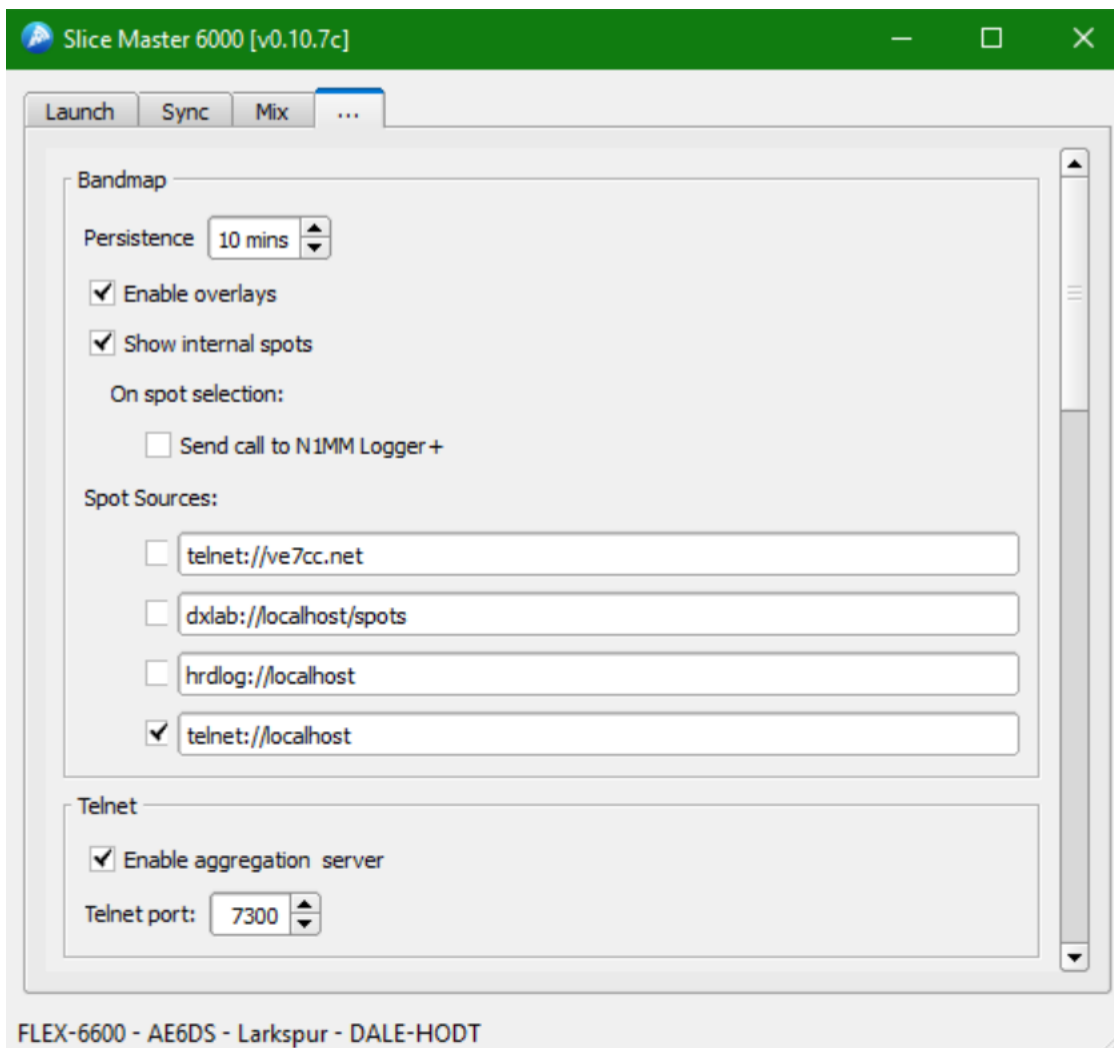 Slice Master 6000 [v0.10.7c]
Launch Sync Mix ...
Bandmap
Persistence 10 mins
Enable overlays
Show internal spots
On spot selection:
Send call to N1MM Logger+
Spot Sources:
telnet://ve7cc.net
dxlab://localhost/spots
hrdlog://localhost
telnet://localhost
Telnet
Enable aggregation server
Telnet port: 7300
FLEX-6600 - AE6DS - Larkspur - DALE-HODT